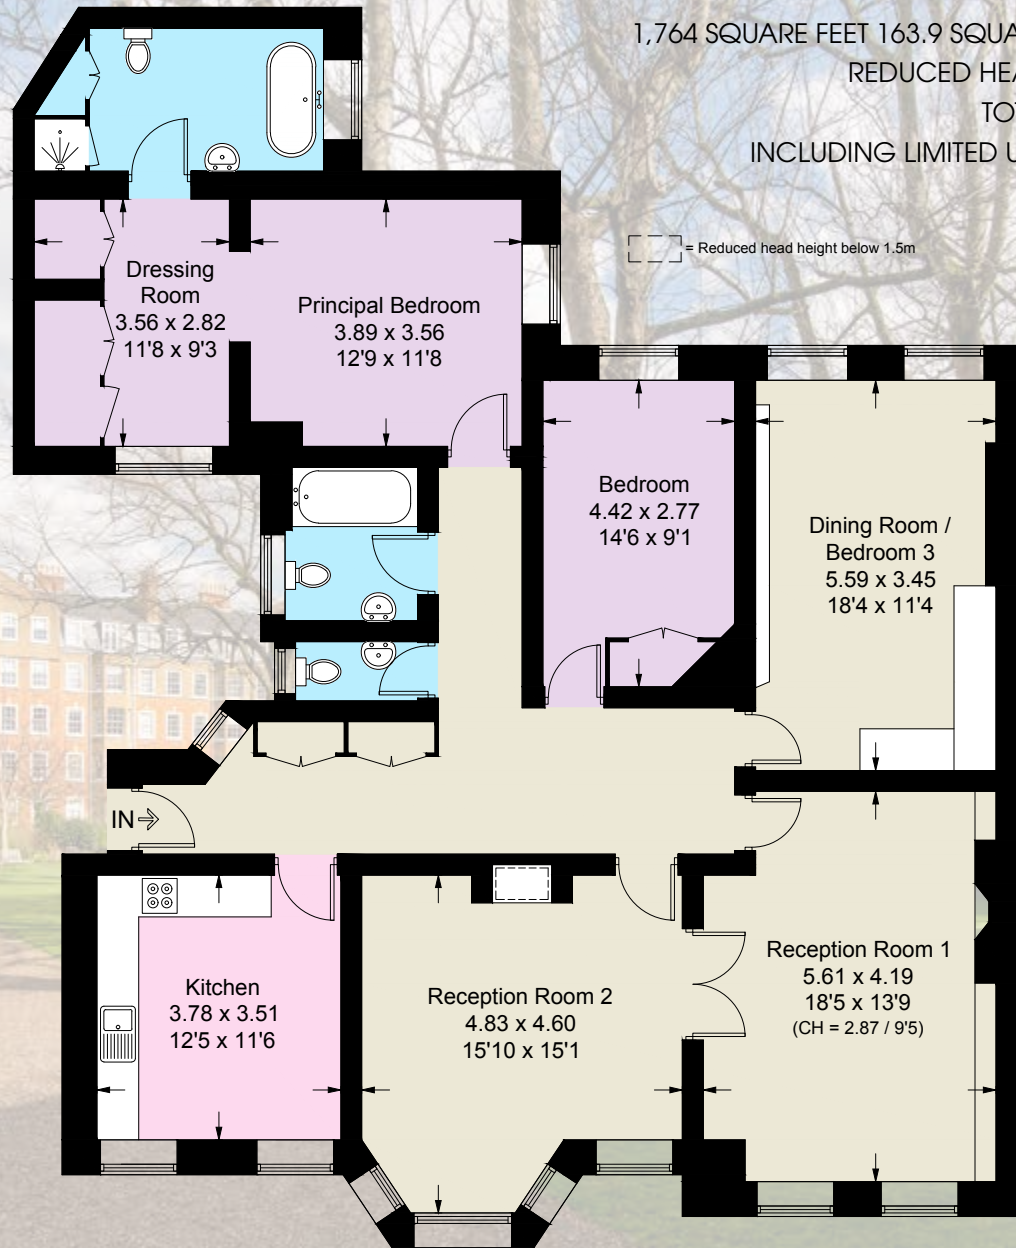 1,764 SQUARE FEET 163.9 SQUA
REDUCED HEA
TOT
INCLUDING LIMITED U
= Reduced head height below 1.5m
Dressing
Room
3.56 x 2.82
11'8 x 9'3
Principal Bedroom
3.89 x 3.56
12'9 x 11'8
Bedroom
4.42 x 2.77
14'6 x 9'1
Dining Room /
Bedroom 3
5.59 x 3.45
18'4 x 11'4
IN
Kitchen
3.78 x 3.51
12'5 x 11'6
Reception Room 2
4.83 x 4.60
15'10 x 15'1
Reception Room 1
5.61 x 4.19
18'5 x 13'9
(CH = 2.87 / 9'5)